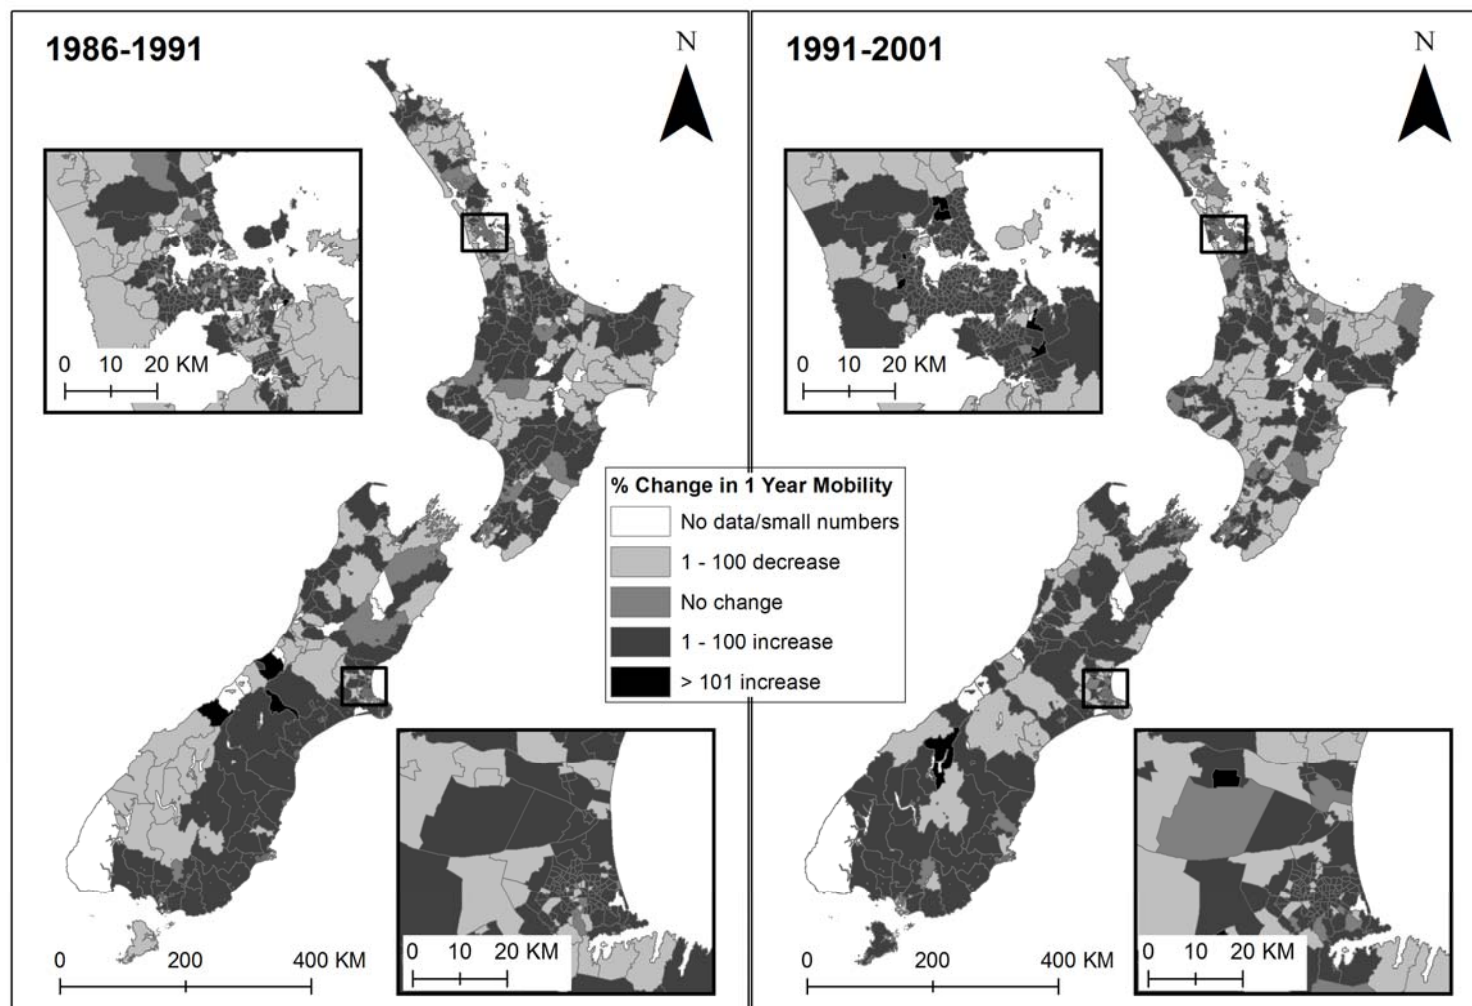 1986-1991
N
0 10 20 KM
0 10 20 KM
0 200 400 KM
% Change in 1 Year Mobility
No data/small numbers
1 - 100 decrease
No change
1 - 100 increase
> 101 increase
1991-2001
N
0 10 20 KM
0 10 20 KM
0 200 400 KM